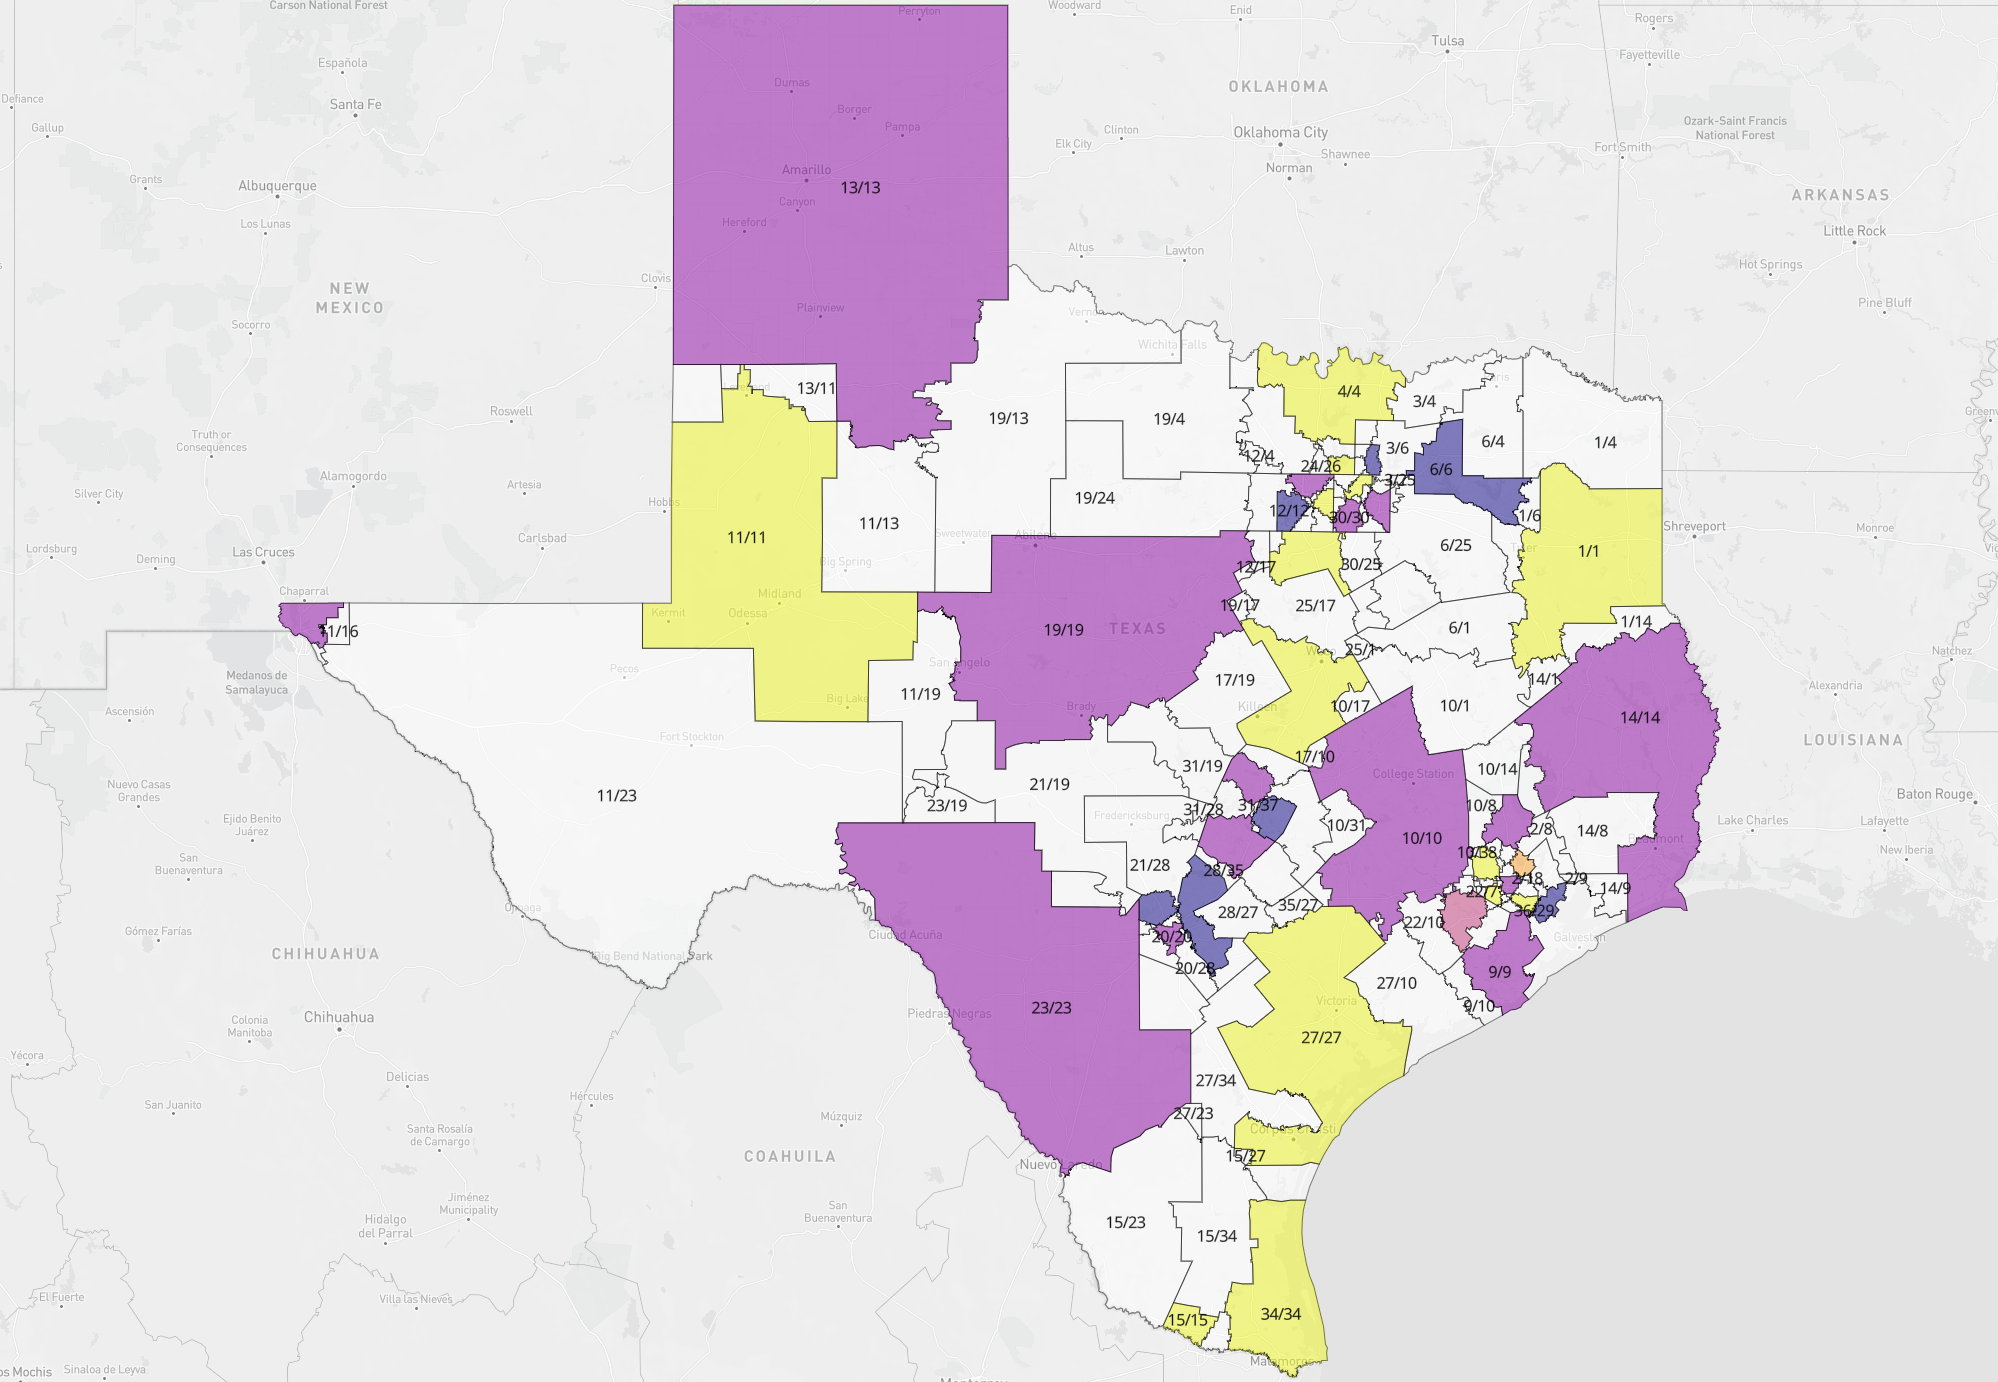 Carson National Forest
Perryton
Woodward
Enid
Rogers
Tulsa
Fayetteville
Española
Dumas
OKLAHOMA
Defiance
Santa Fe
Borger
Gallup
Pampa
Clinton
Oklahoma City
Ozark-Saint Francis
National Forest
Elk City
Shawnee
Fort Smith
Amarillo
Norman
Grants
Albuquerque
13/13
ARKANSAS
Canyon
Los Lunas
Hereford
Little Rock
Altus
Lawton
Hot Springs
Clovis
NEW
MEXICO
Plainview
Vernon
Pine Bluff
Socorro
Wichita Falls
13/11
4/4
3/4
Roswell
19/13
19/4
6/4
1/4
Truth or
Consequences
12/4
24/26
3/6
6/6
Alamogordo
3/25
Silver City
Artesia
Hobbs
19/24
12/12
30/30
1/6
11/13
Shreveport
Monroe
Carlsbad
11/11
Sweetwater
Abilene
6/25
1/1
Lordsburg
Deming
Las Cruces
Big Spring
12/17
30/25
Chaparral
Midland
Kermit
Odessa
19/17
25/17
11/16
19/19
TEXAS
6/1
1/14
25/1
Natchez
Pecos
San Angelo
Waco
Medanos de
Samalayuca
11/19
17/19
14/1
Alexandria
Big Lake
Brady
Killeen
10/17
10/1
14/14
Ascensión
Fort Stockton
17/10
LOUISIANA
31/19
College Station
10/14
Nuevo Casas
Grandes
11/23
21/19
23/19
31/28
31/37
10/8
Baton Rouge
Ejido Benito
Juárez
Fredericksburg
10/31
10/10
2/8
14/8
Lake Charles
Lafayette
Beaumont
10/38
New Iberia
San
Buenaventura
21/28
28/35
2/18
2/9
14/9
22/7
Ojinaga
28/27
35/27
36/29
22/10
Gómez Farías
Ciudad Acuña
20/20
Galveston
CHIHUAHUA
Big Bend National Park
20/28
9/9
27/10
23/23
Victoria
9/10
Chihuahua
Piedras Negras
Colonia
Manitoba
27/27
Yécora
Delicias
27/34
Hércules
San Juanito
27/23
Múzquiz
Santa Rosalía
de Camargo
Corpus Christi
COAHUILA
15/27
Nuevo Laredo
Jiménez
Municipality
San
Buenaventura
15/23
Hidalgo
del Parral
15/34
El Fuerte
Villa las Nieves
15/15
34/34
Matamoros
os Mochis
Sinaloa de Leyva